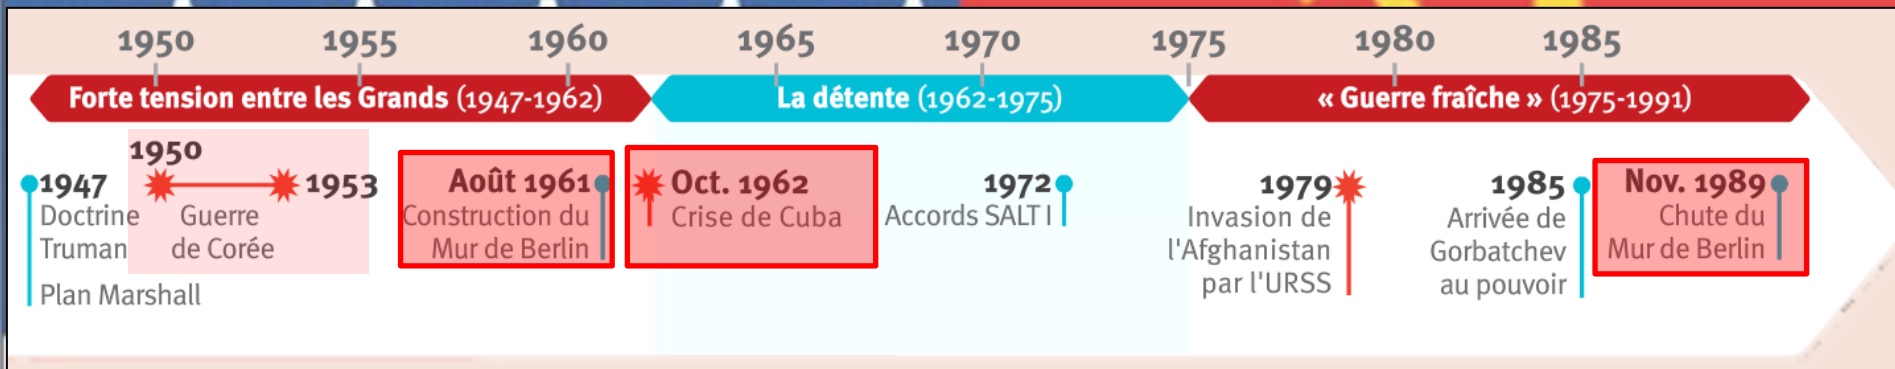 1950 1955 1960 1965 1970 1975 1980 1985
Forte tension entre les Grands (1947-1962)
La détente (1962-1975)
« Guerre fraîche » (1975-1991)
1947
Doctrine
Truman
Plan Marshall
1950
1953
Guerre
de Corée
Août 1961
Construction du
Mur de Berlin
Oct. 1962
Crise de Cuba
1972
Accords SALT I
1979
Invasion de
l'Afghanistan
par l'URSS
1985
Arrivée de
Gorbatchev
au pouvoir
Nov. 1989
Chute du
Mur de Berlin